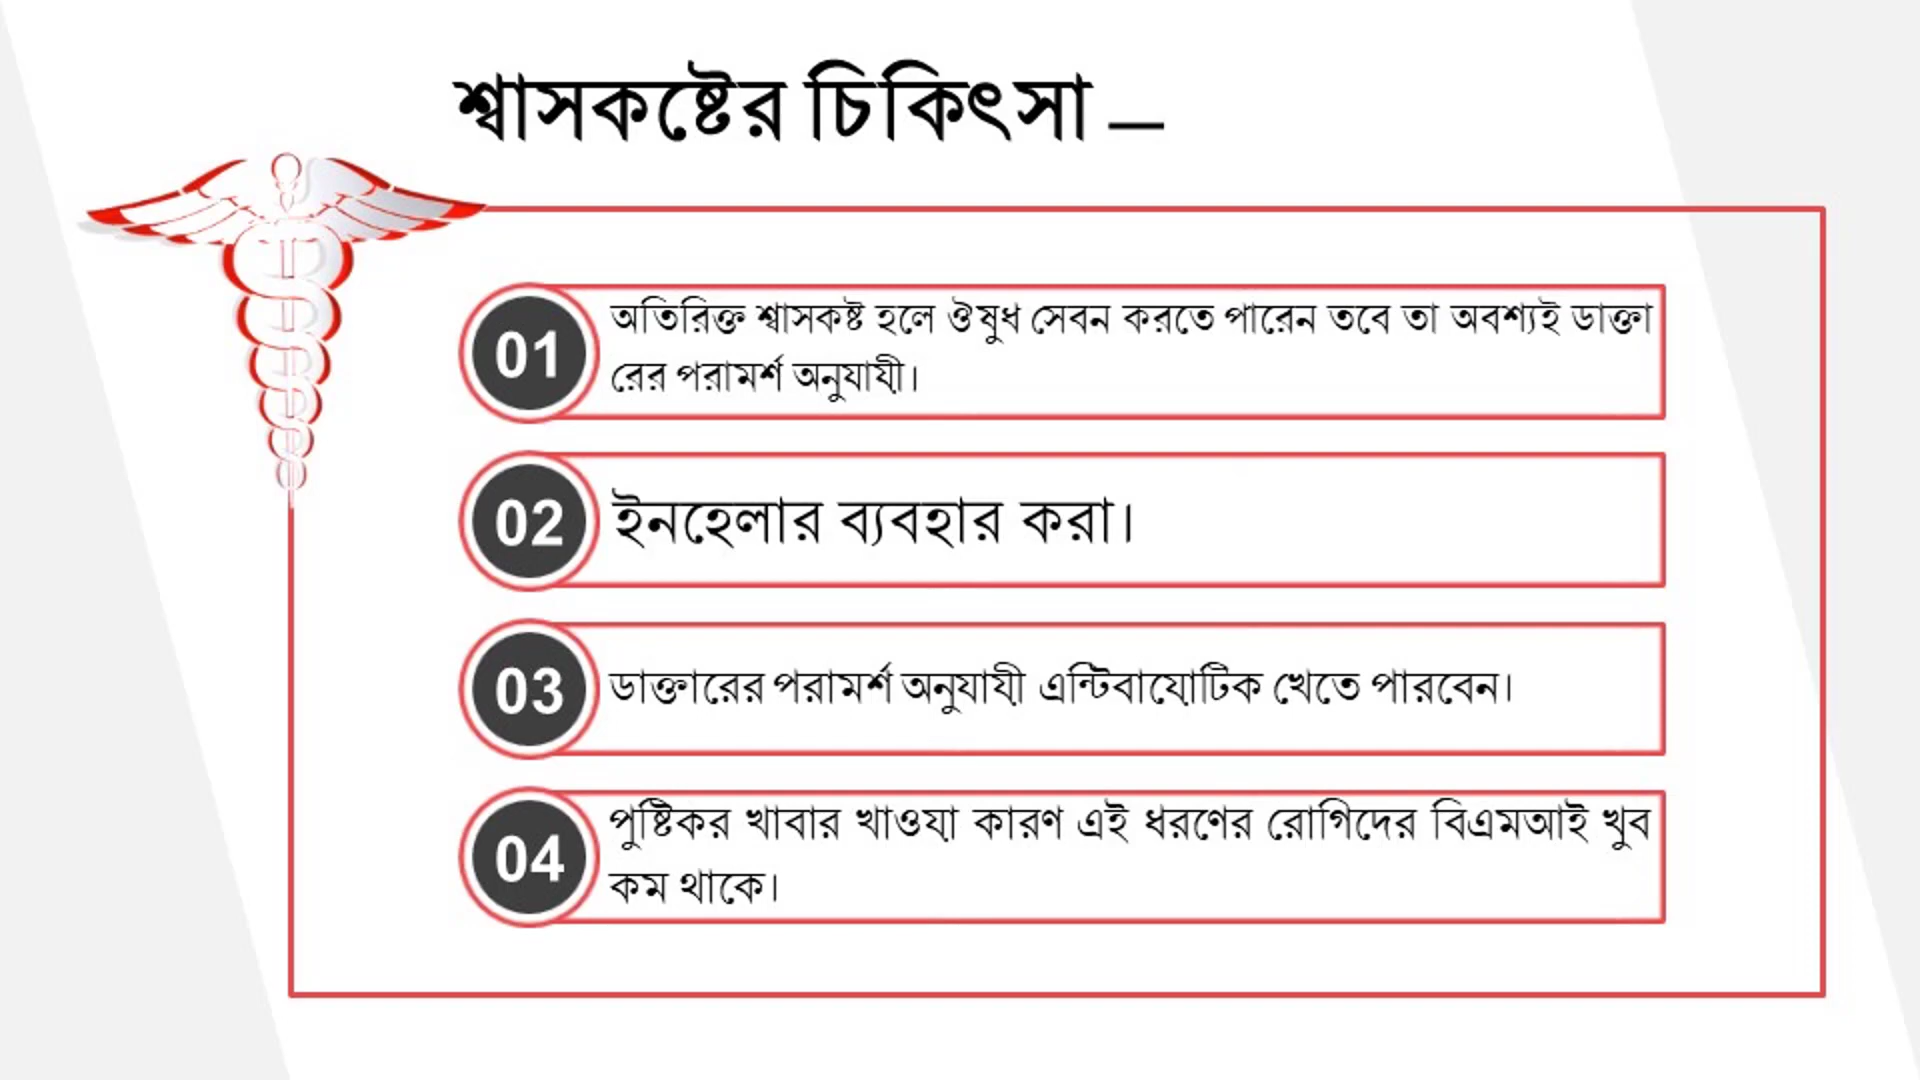 শ্বাসকষ্টের চিকিৎসা –
01
অতিরিক্ত শ্বাসকষ্ট হলে ঔষুধ সেবন করতে পারেন তবে তা অবশ্যই ডাক্তা
রের পরামর্শ অনুযাযী়।
02
ইনহেলার ব্যবহার করা।
03
ডাক্তারের পরামর্শ অনুযাযী় এন্টিবাযো়টিক খেতে পারবেন।
04
পুষ্টিকর খাবার খাওযা় কারণ এই ধরণের রোগিদের বিএমআই খুব
কম থাকে।